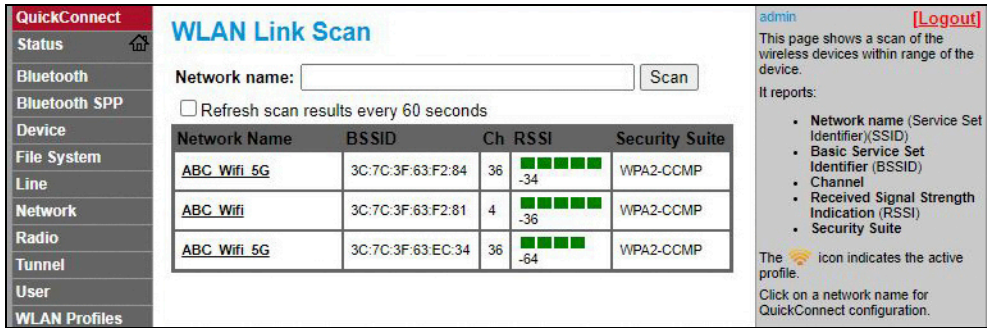 QuickConnect
Status
Bluetooth
Bluetooth SPP
Device
File System
Line
Network
Radio
Tunnel
User
WLAN Profiles
WLAN Link Scan
Network name: Scan
Refresh scan results every 60 seconds
Network Name BSSID Ch RSSI Security Suite
ABC Wifi 5G 3C:7C:3F:63:F2:84 36 -34 WPA2-CCMP
ABC Wifi 3C:7C:3F:63:F2:81 4 -36 WPA2-CCMP
ABC Wifi 5G 3C:7C:3F:63:EC:34 36 -64 WPA2-CCMP
admin [Logout]
This page shows a scan of the
wireless devices within range of the
device.
It reports:
• Network name (Service Set
Identifier)(SSID)
• Basic Service Set
Identifier (BSSID)
• Channel
• Received Signal Strength
Indication (RSSI)
• Security Suite
The icon indicates the active
profile.
Click on a network name for
QuickConnect configuration.